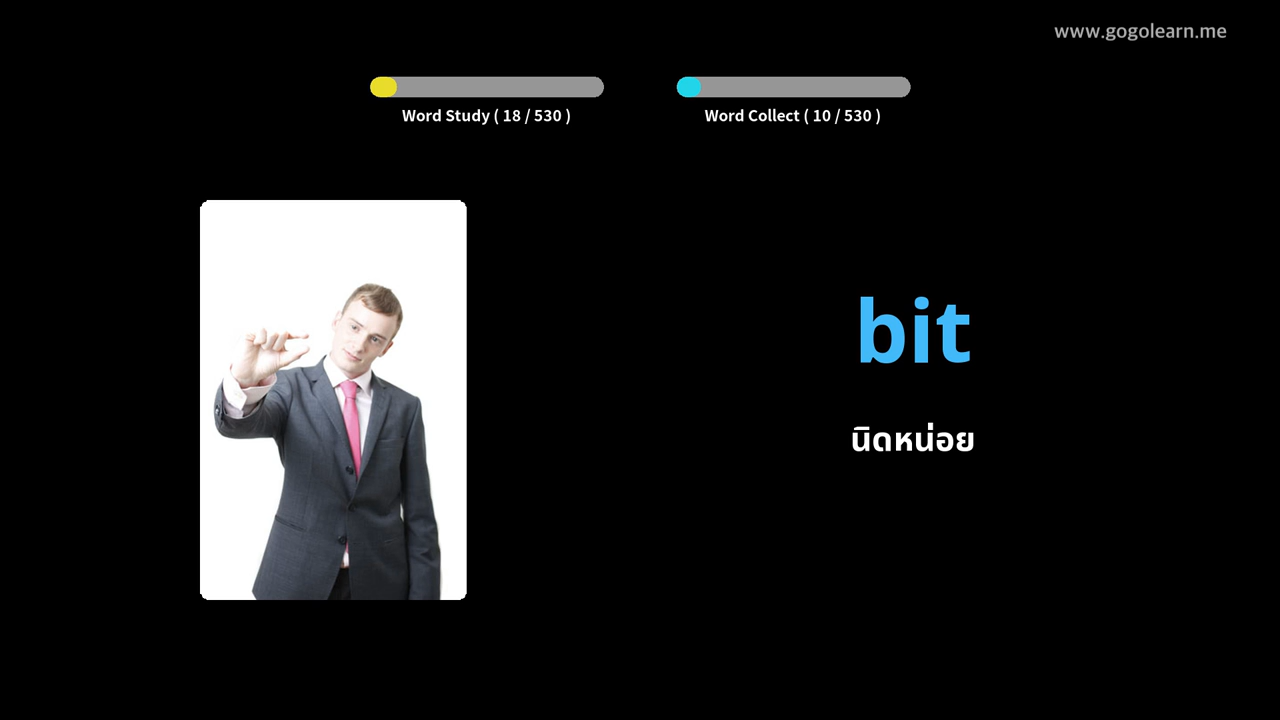 www.gogolearn.me
Word Study ( 18 / 530 )
Word Collect ( 10 / 530 )
bit
นิดหน่อย